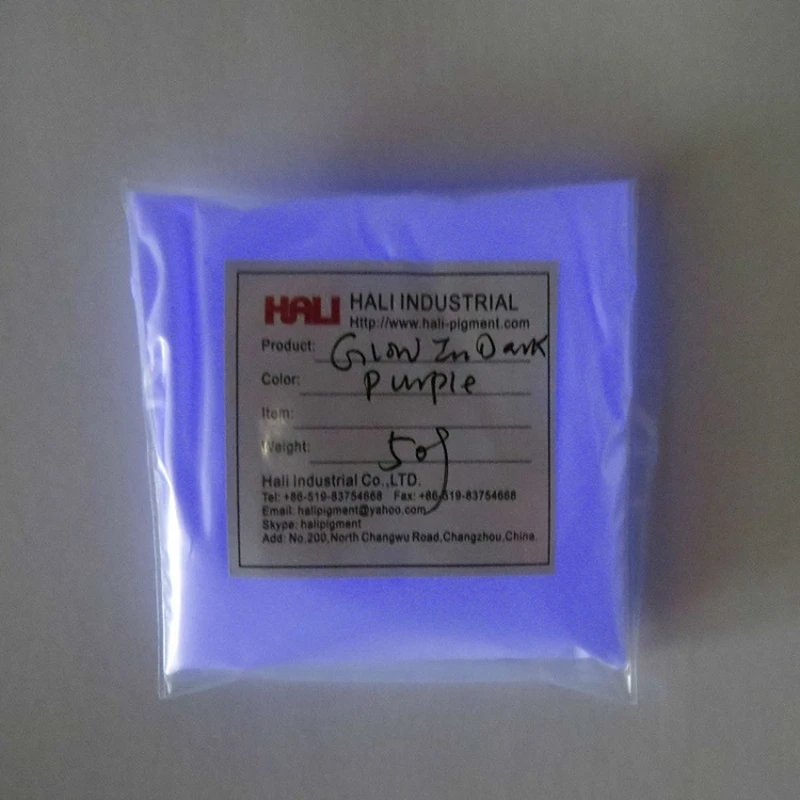 HALI HALI INDUSTRIAL
Http://www.hali-pigment.com
Product: Glow In Dark
Color: Purple
Item:
Weight: 50g
Hali Industrial Co.,LTD.
Tel: +86-519-83754668 Fax: +86-519-83754668
Email: halipigment@yahoo.com
Skype: halipigment
Add: No.200,North Changwu Road,Changzhou,China.